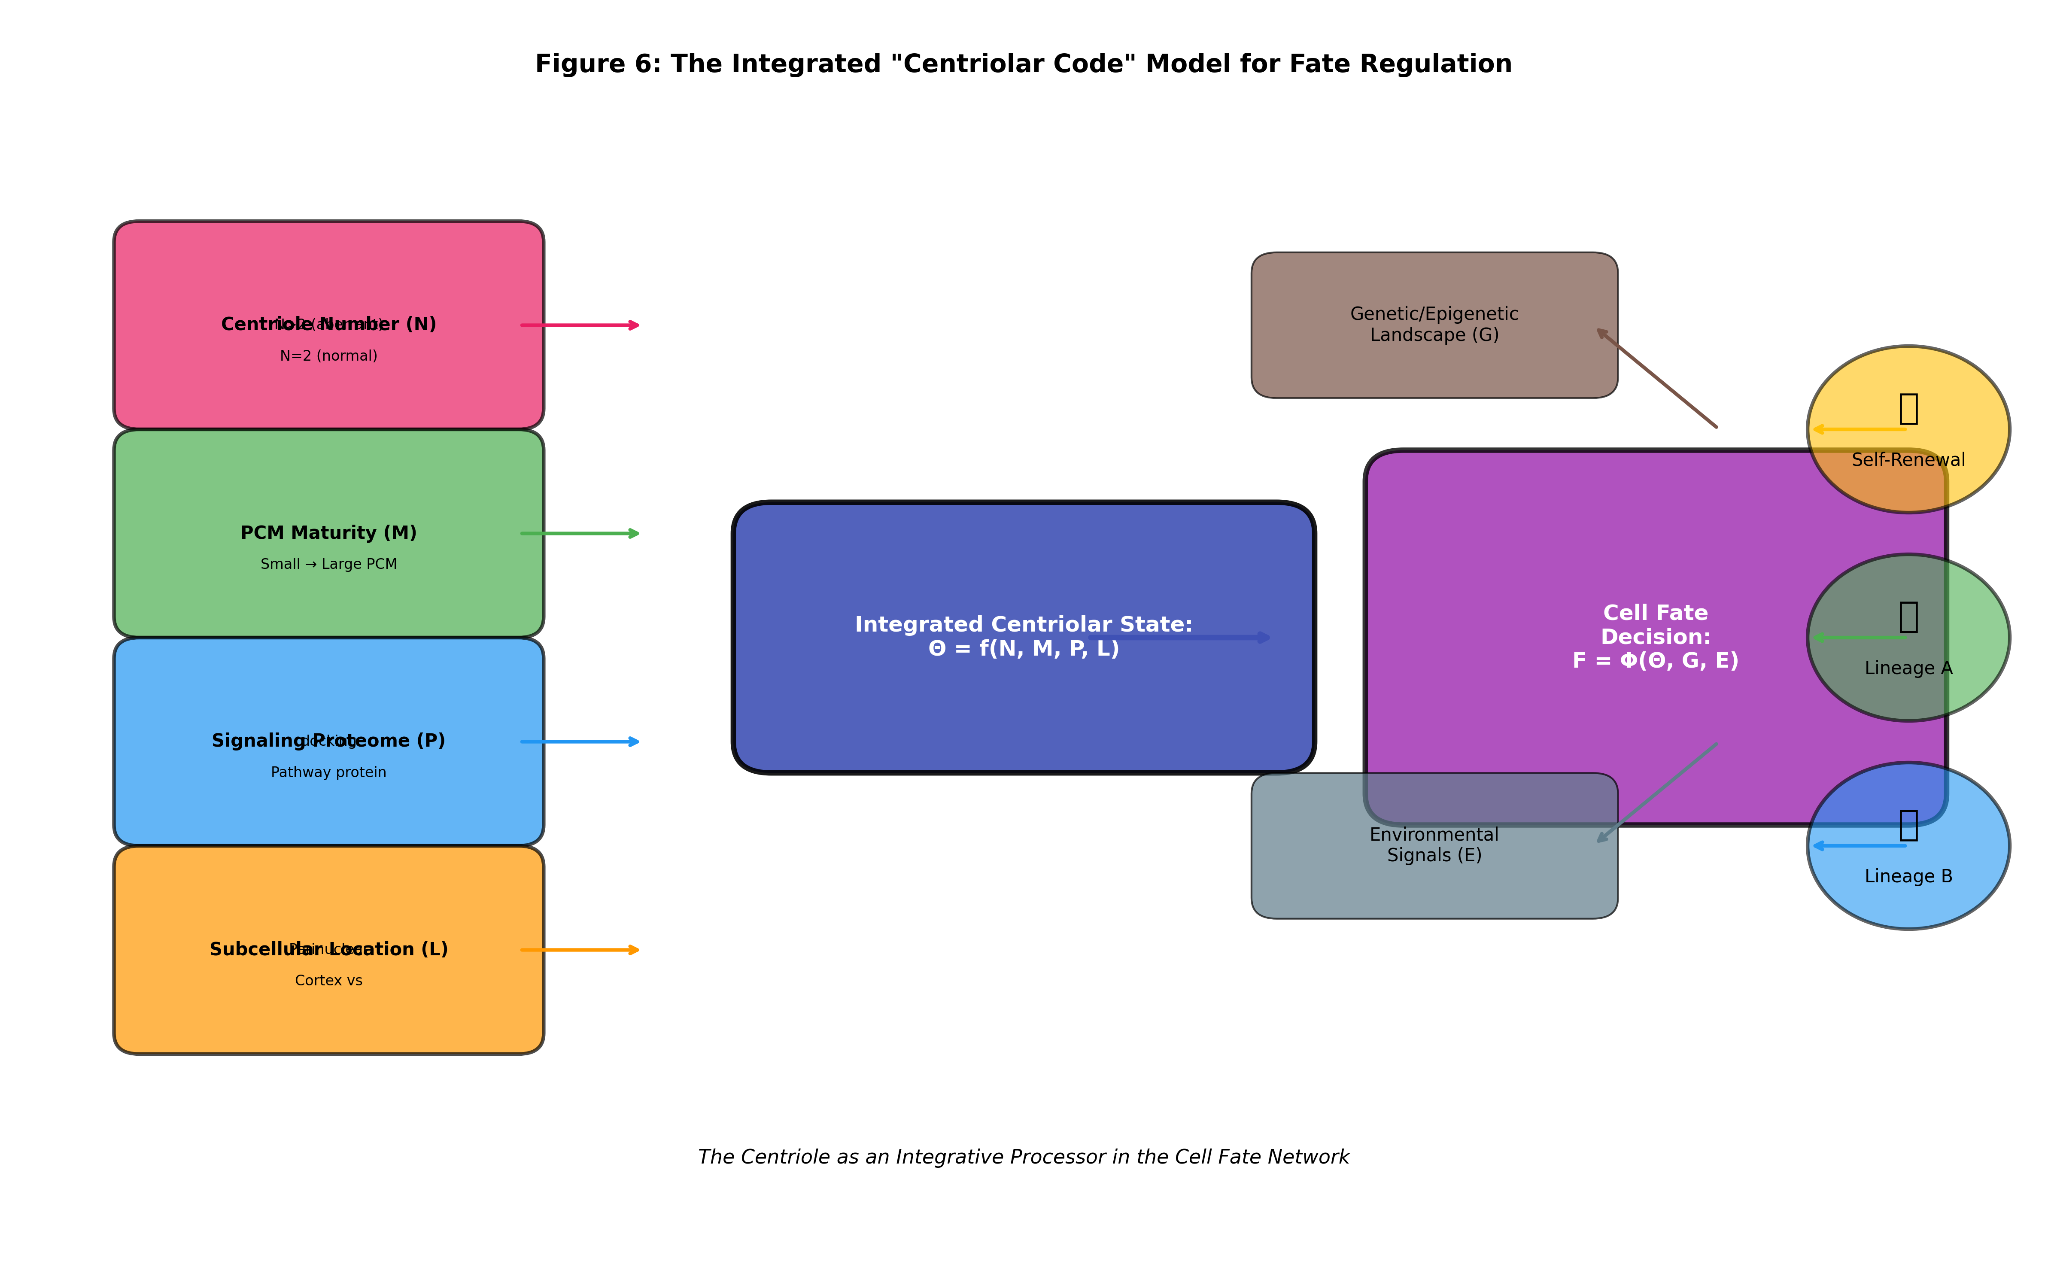 Figure 6: The Integrated "Centriolar Code" Model for Fate Regulation
Centriole Number (N)
N=2 (normal)
PCM Maturity (M)
Small → Large PCM
Signaling Proteome (P)
docking
Pathway protein
Subcellular Location (L)
Perinuclear
Cortex vs
Integrated Centriolar State:
Θ = f(N, M, P, L)
Genetic/Epigenetic
Landscape (G)
Cell Fate
Decision:
F = Φ(Θ, G, E)
Environmental
Signals (E)
Self-Renewal
Lineage A
Lineage B
The Centriole as an Integrative Processor in the Cell Fate Network